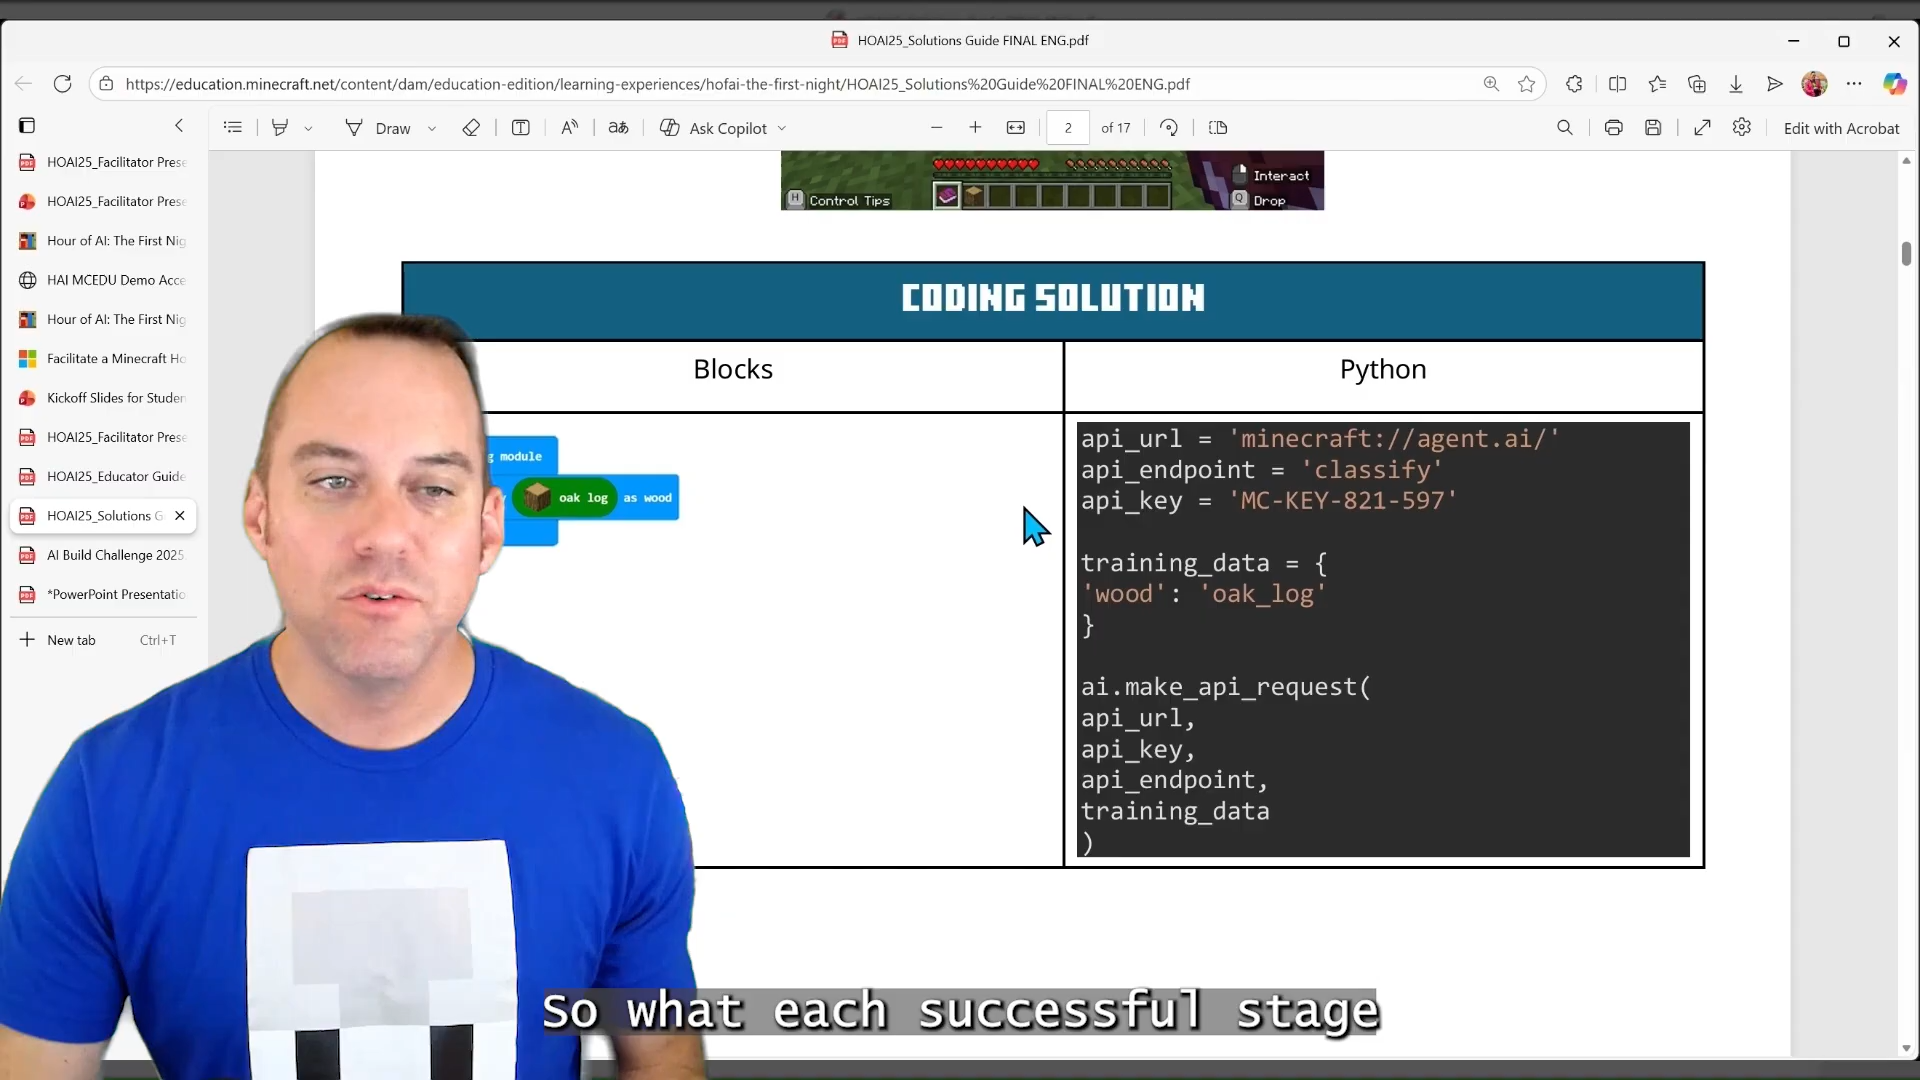 HOAI25_Solutions Guide FINAL ENG.pdf
https://education.minecraft.net/content/dam/education-edition/learning-experiences/hofai-the-first-night/HOAI25_Solutions%20Guide%20FINAL%20ENG.pdf
Draw
Ask Copilot
2
of 17
Edit with Acrobat
HOAI25_Facilitator Prese
HOAI25_Facilitator Prese
Hour of AI: The First Nig
HAI MCEDU Demo Acce
Hour of AI: The First Nig
Facilitate a Minecraft Ho
Kickoff Slides for Studen
HOAI25_Facilitator Prese
HOAI25_Educator Guide
HOAI25_Solutions G
AI Build Challenge 2025
*PowerPoint Presentatio
New tab Ctrl+T
H Control Tips
Interact
Q Drop
CODING SOLUTION
Blocks
Python
g module
oak log as wood
api_url = 'minecraft://agent.ai/'
api_endpoint = 'classify'
api_key = 'MC-KEY-821-597'
training_data = {
'wood': 'oak_log'
}
ai.make_api_request(
api_url,
api_key,
api_endpoint,
training_data
)
So what each successful stage